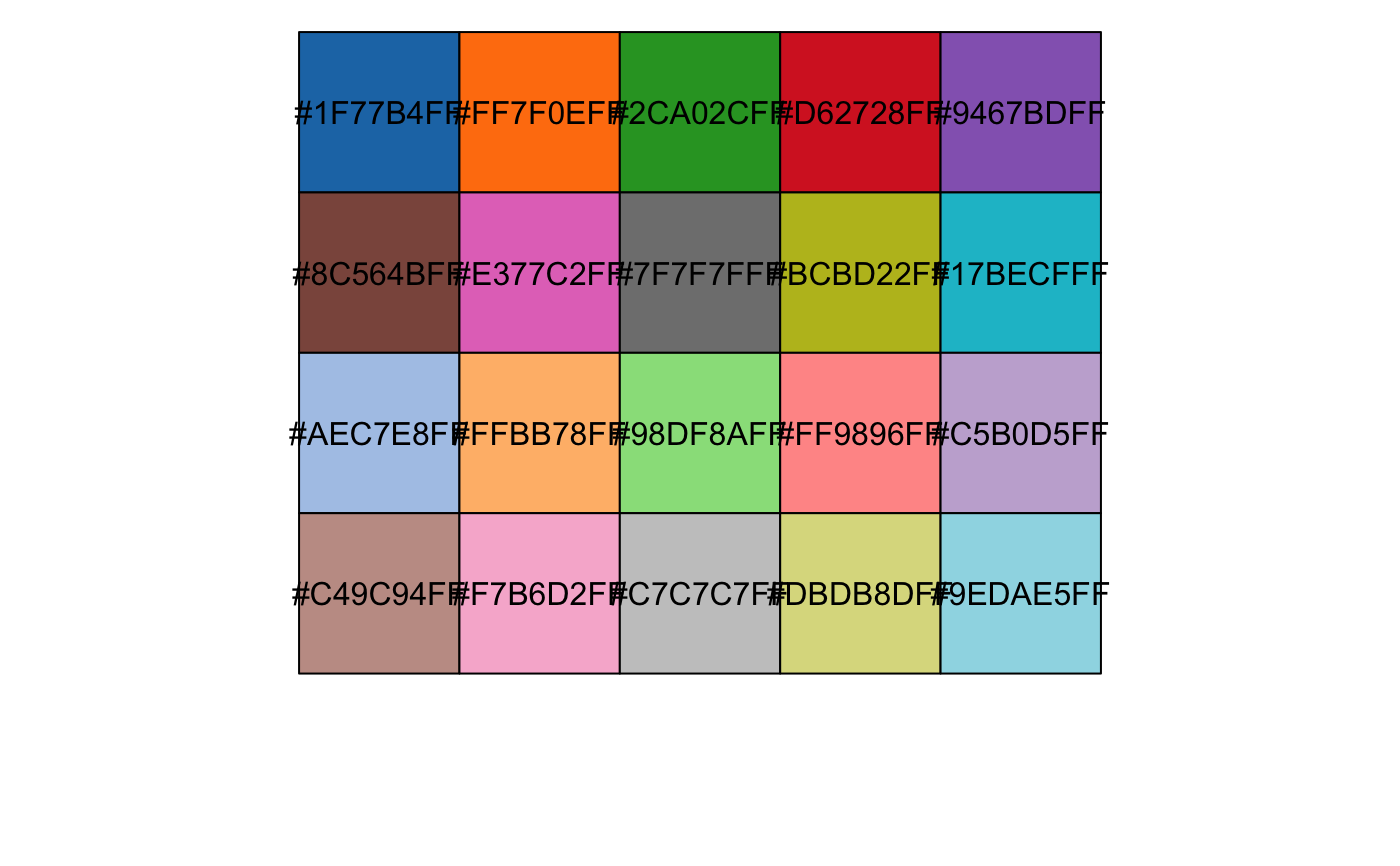 #1F77B4FF #FF7F0EFF #2CA02CFF #D62728FF #9467BDFF
#8C564BFF #E377C2FF #7F7F7FFF #BCBD22FF #17BECFFF
#AEC7E8FF #FFBB78FF #98DF8AFF #FF9896FF #C5B0D5FF
#C49C94FF #F7B6D2FF #C7C7C7FF #DBDB8DFF #9EDAE5FF